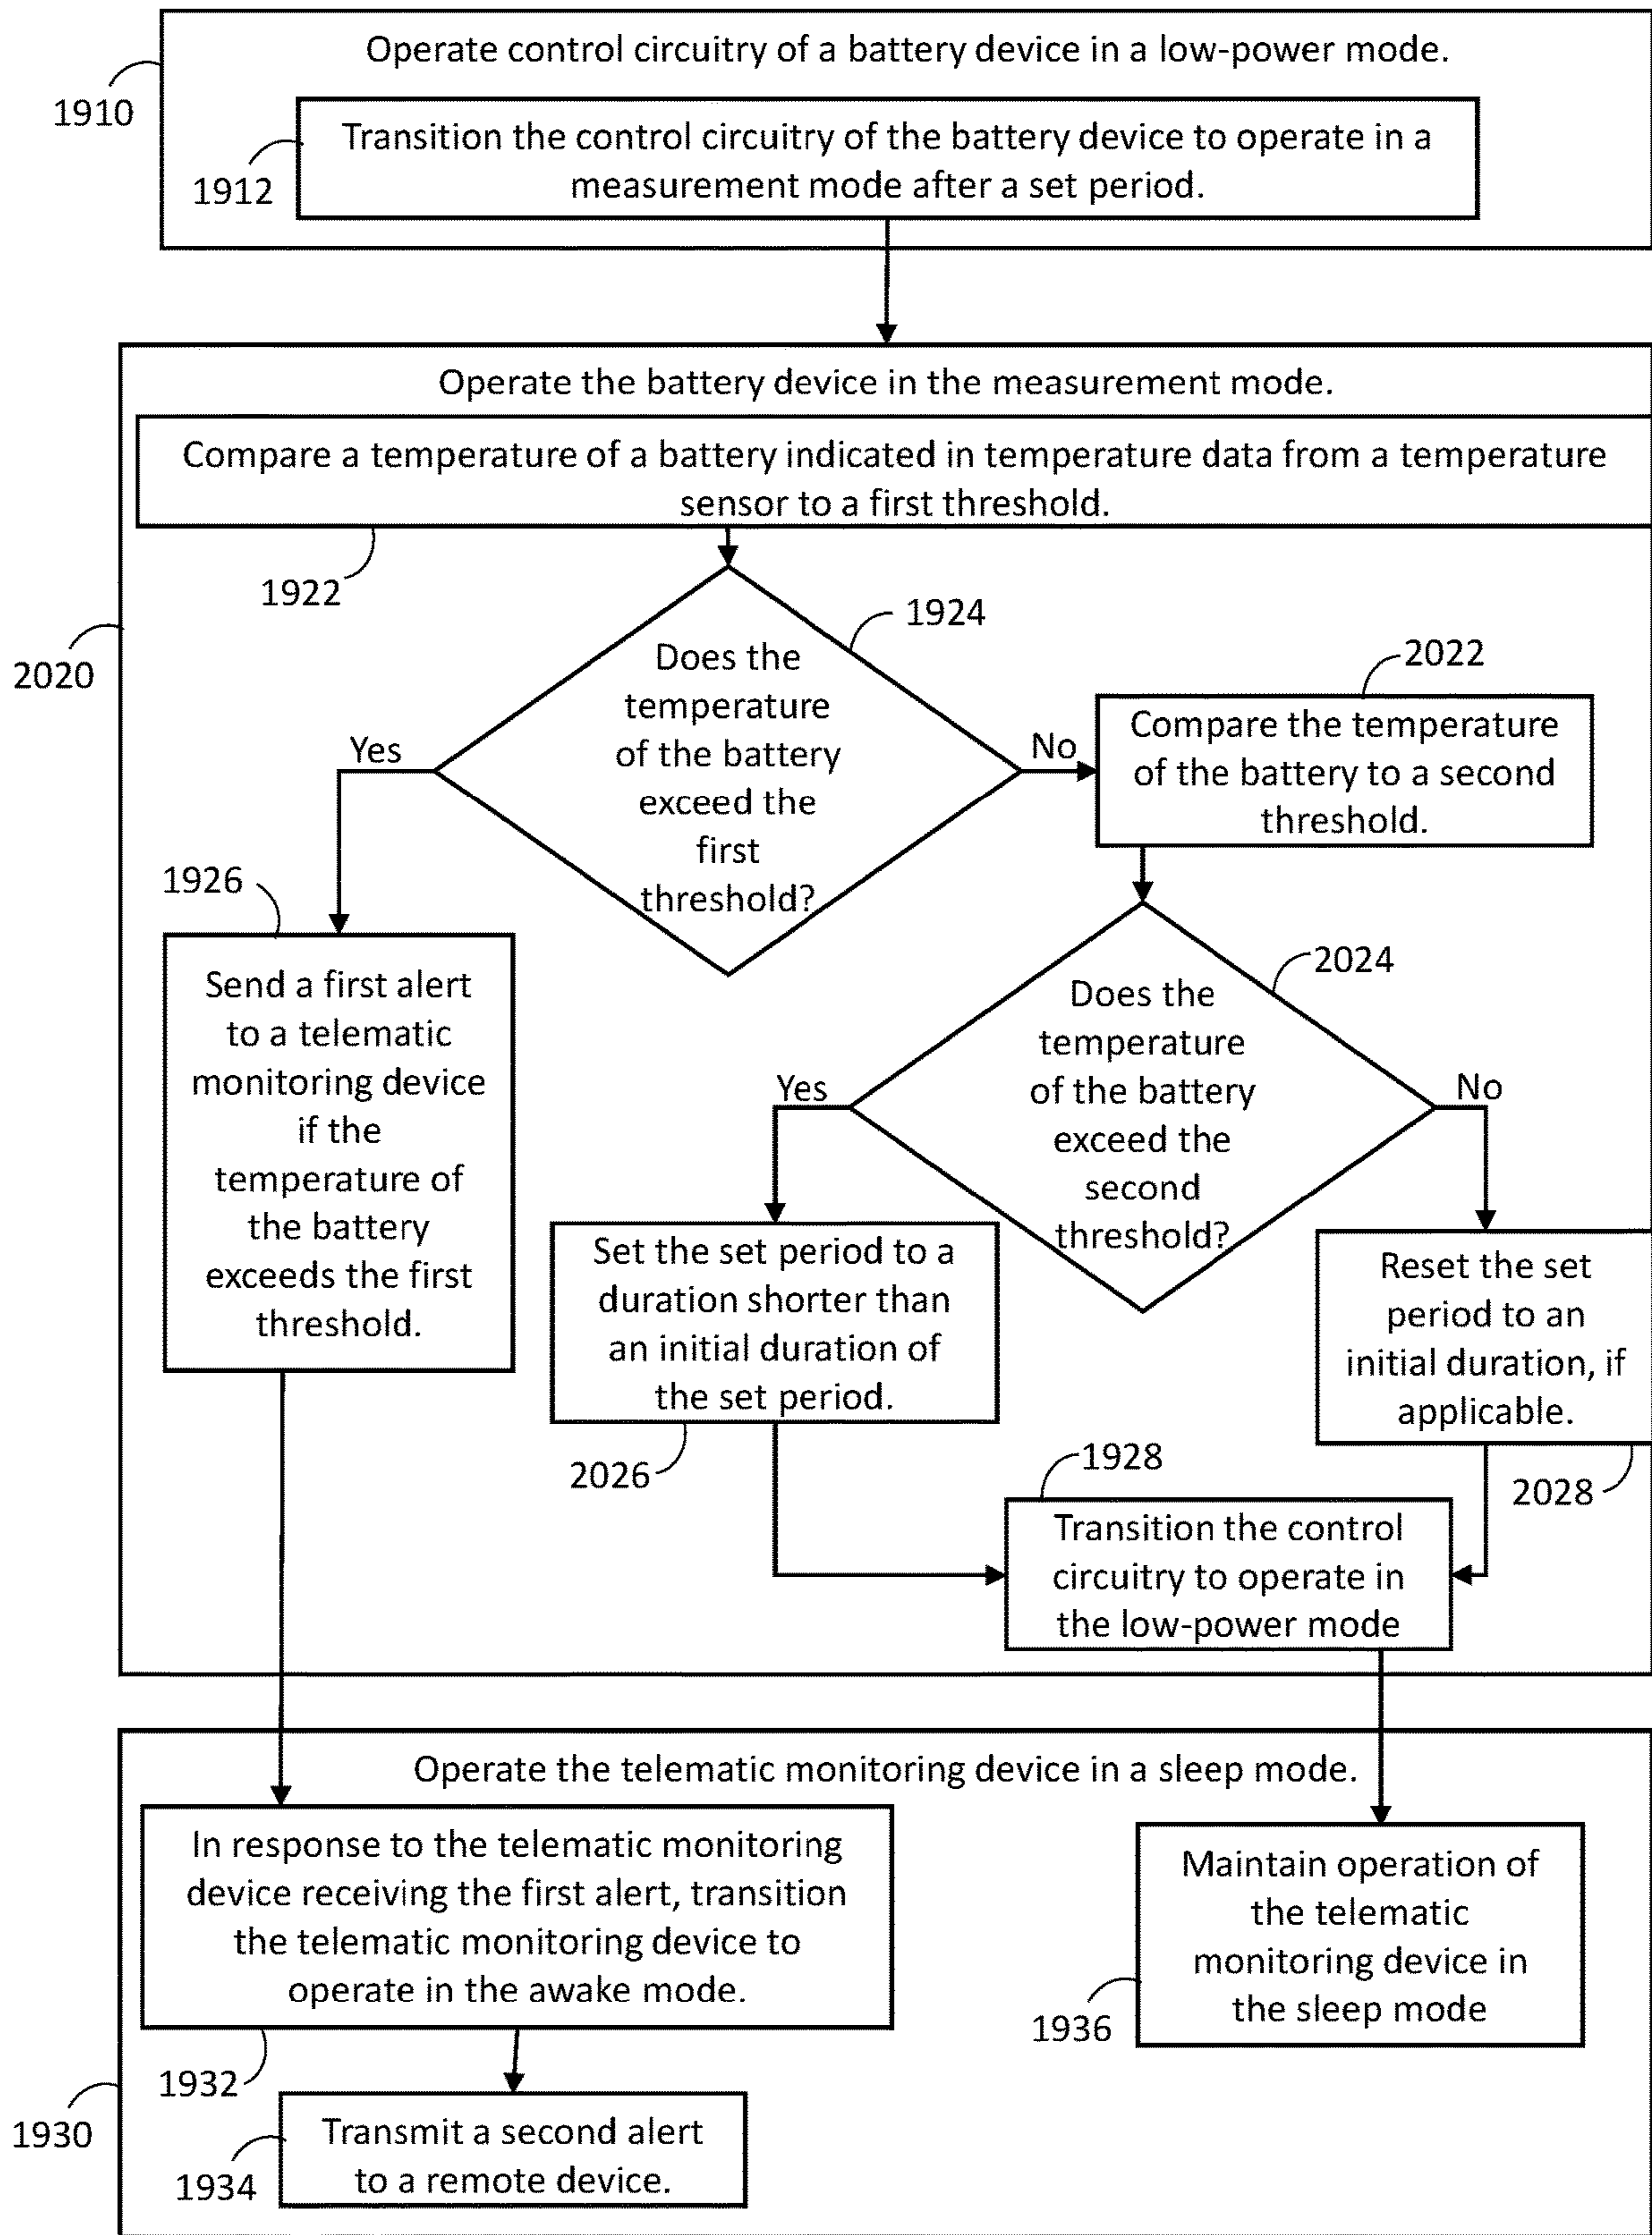 Operate control circuitry of a battery device in a low-power mode.
1910
Transition the control circuitry of the battery device to operate in a
measurement mode after a set period.
1912
Operate the battery device in the measurement mode.
Compare a temperature of a battery indicated in temperature data from a temperature
sensor to a first threshold.
1922
1924
2020
Does the
temperature
of the battery
exceed the
first
threshold?
Yes
No
2022
Compare the temperature
of the battery to a second
threshold.
1926
Send a first alert
to a telematic
monitoring device
if the
temperature of
the battery
exceeds the first
threshold.
2024
Does the
temperature
of the battery
exceed the
second
threshold?
Yes
No
Set the set period to a
duration shorter than
an initial duration of
the set period.
2026
Reset the set
period to an
initial duration, if
applicable.
2028
1928
Transition the control
circuitry to operate in
the low-power mode
Operate the telematic monitoring device in a sleep mode.
In response to the telematic monitoring
device receiving the first alert, transition
the telematic monitoring device to
operate in the awake mode.
1932
Maintain operation of
the telematic
monitoring device in
the sleep mode
1936
1930
Transmit a second alert
to a remote device.
1934